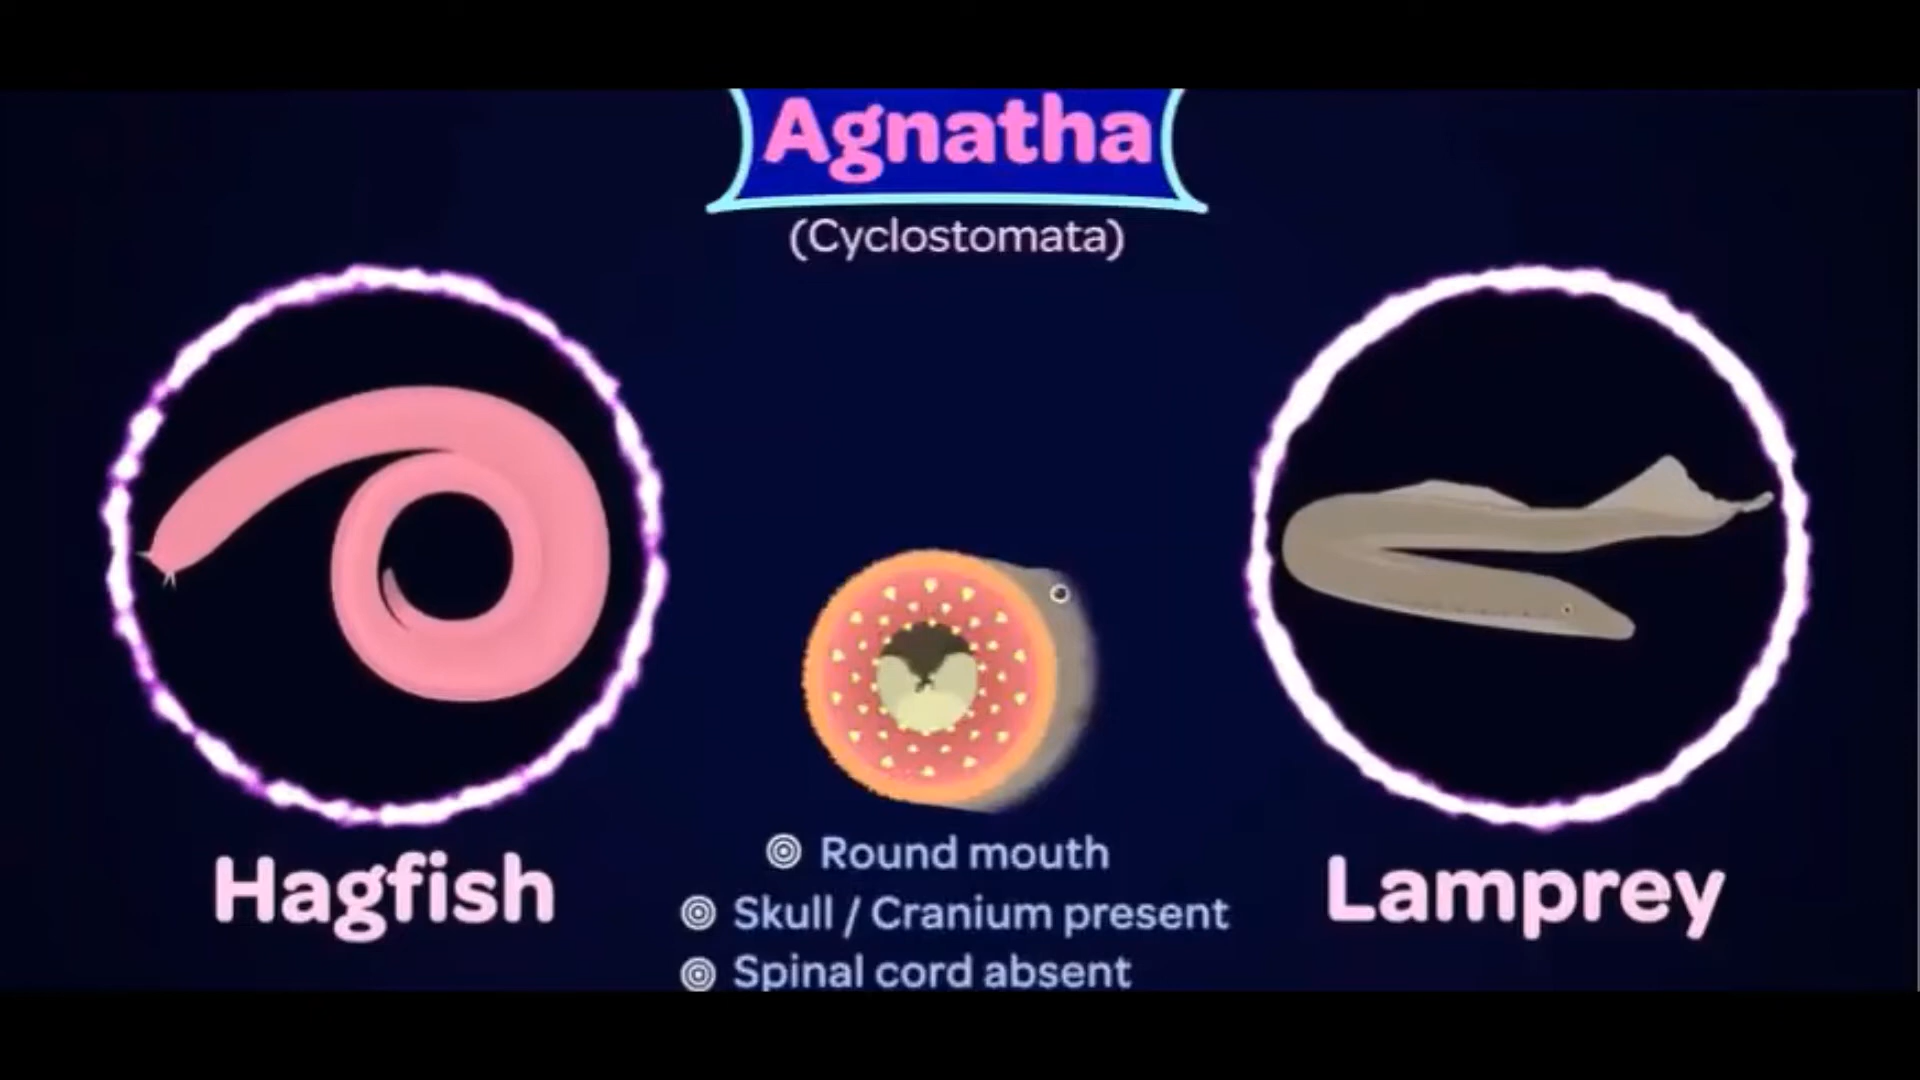 Agnatha
(Cyclostomata)
Hagfish
Lamprey
Round mouth
Skull / Cranium present
Spinal cord absent